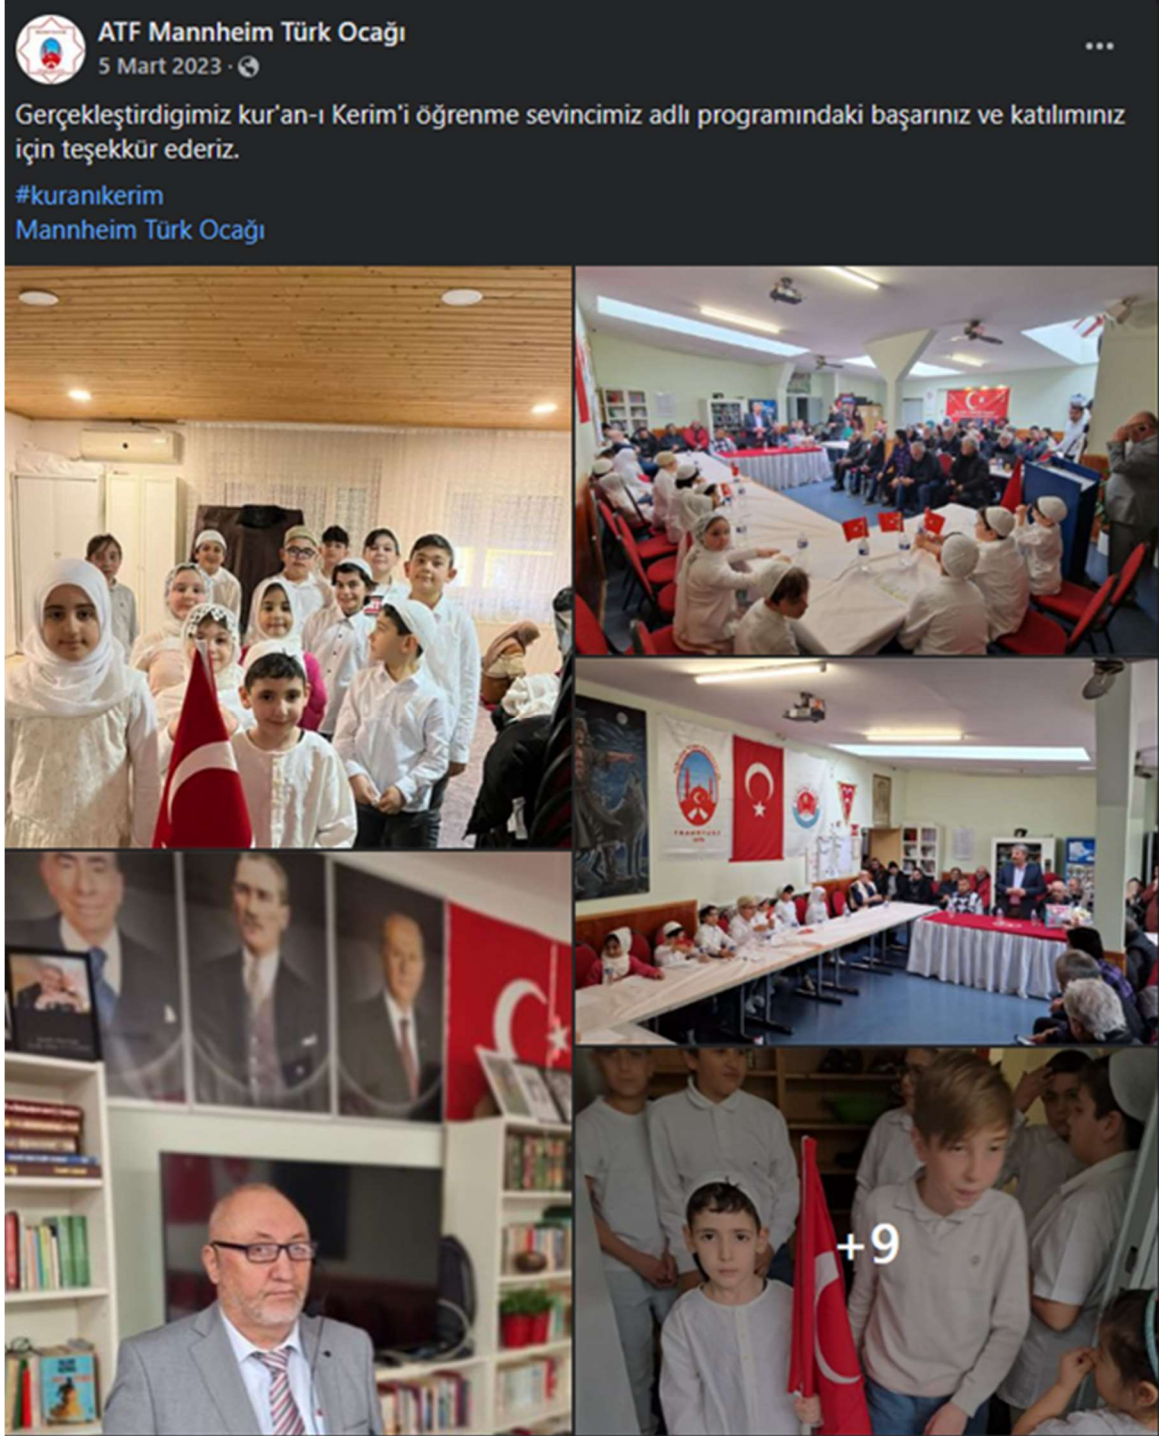 ATF Mannheim Türk Ocağı
5 Mart 2023 ·
Gerçekleştirdigimiz kur'an-ı Kerim'i öğrenme sevincimiz adlı programındaki başarınız ve katılımınız
için teşekkür ederiz.
#kuranıkerim
Mannheim Türk Ocağı
FRANKFURT
+9